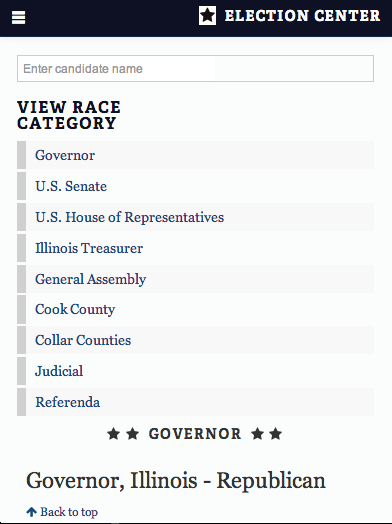 ELECTION CENTER
Enter candidate name
VIEW RACE
CATEGORY
Governor
U.S. Senate
U.S. House of Representatives
Illinois Treasurer
General Assembly
Cook County
Collar Counties
Judicial
Referenda
GOVERNOR
Governor, Illinois - Republican
Back to top